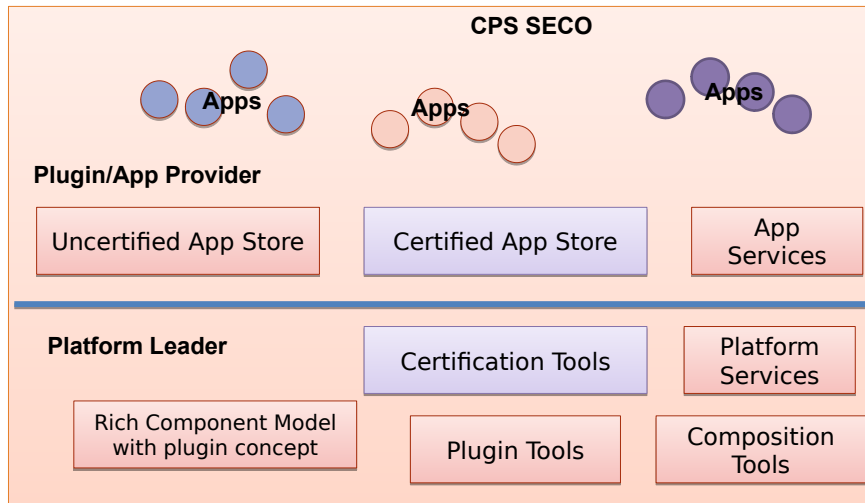 CPS SECO
Apps
Apps
Apps
Plugin/App Provider
Uncertified App Store
Certified App Store
App
Services
Platform Leader
Certification Tools
Platform
Services
Rich Component Model
with plugin concept
Plugin Tools
Composition
Tools